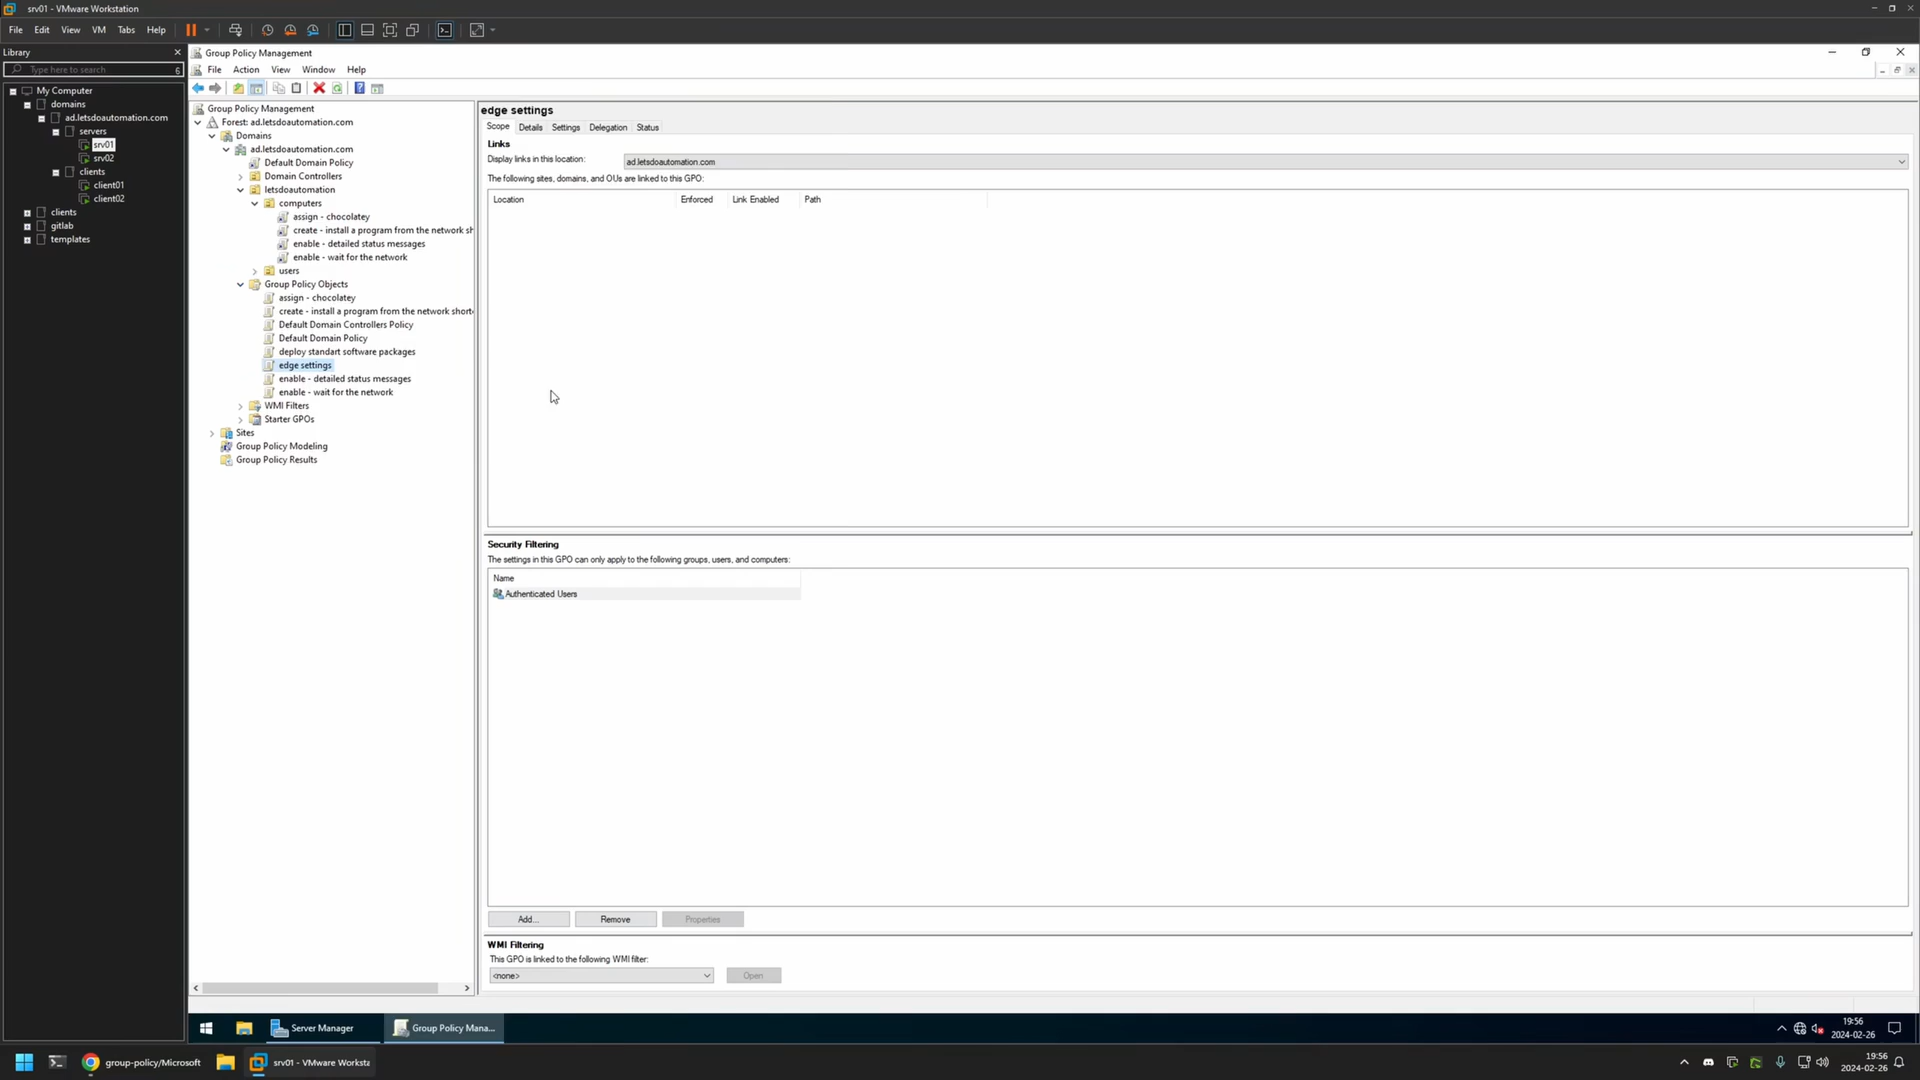 srv01 - VMware Workstation
File Edit View VM Tabs Help
Library
Type here to search
6
My Computer
domains
ad.letsdoautomation.com
servers
srv01
srv02
clients
client01
client02
clients
gitlab
templates
Group Policy Management
File Action View Window Help
Group Policy Management
Forest: ad.letsdoautomation.com
Domains
ad.letsdoautomation.com
Default Domain Policy
Domain Controllers
letsdoautomation
computers
assign - chocolatey
create - install a program from the network sh
enable - detailed status messages
enable - wait for the network
users
Group Policy Objects
assign - chocolatey
create - install a program from the network short
Default Domain Controllers Policy
Default Domain Policy
deploy standart software packages
edge settings
enable - detailed status messages
enable - wait for the network
WMI Filters
Starter GPOs
Sites
Group Policy Modeling
Group Policy Results
edge settings
Scope Details Settings Delegation Status
Links
Display links in this location: ad.letsdoautomation.com
The following sites, domains, and OUs are linked to this GPO:
Location Enforced Link Enabled Path
Security Filtering
The settings in this GPO can only apply to the following groups, users, and computers:
Name
Authenticated Users
Add... Remove Properties
WMI Filtering
This GPO is linked to the following WMI filter:
<none> Open
Server Manager Group Policy Mana...
19:56
2024-02-26
group-policy/Microsoft srv01 - VMware Worksta
19:56
2024-02-26